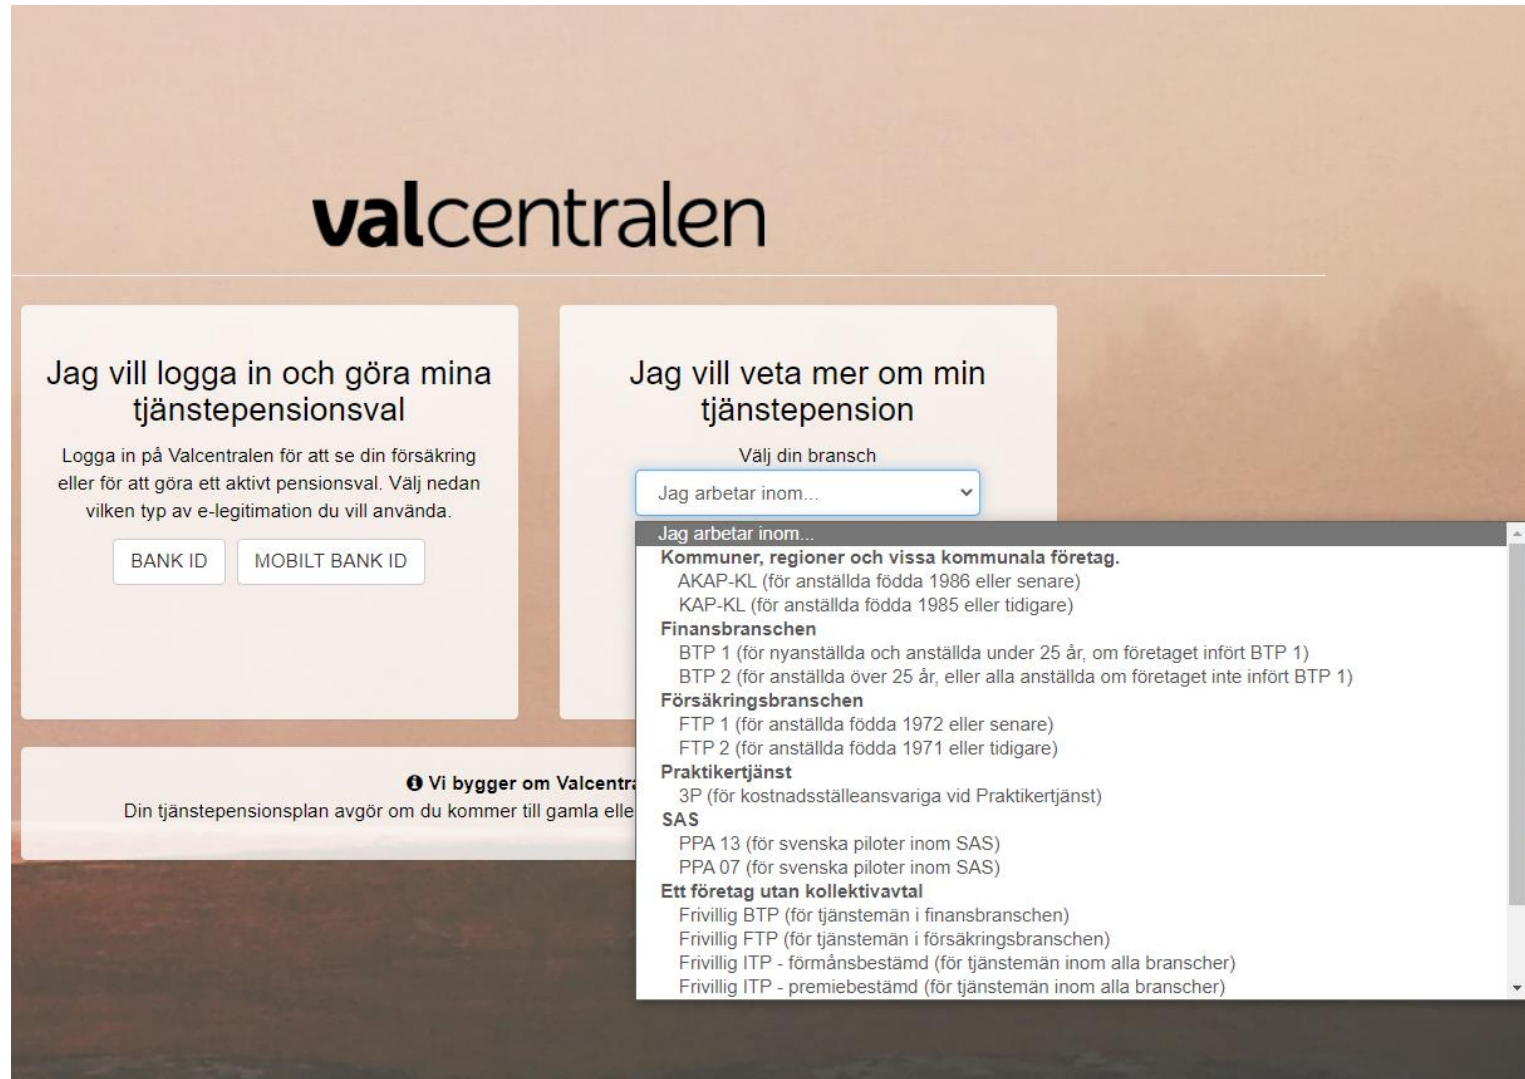 valcentralen
Jag vill logga in och göra mina
tjänstepensionsval
Logga in på Valcentralen för att se din försäkring
eller för att göra ett aktivt pensionsval. Välj nedan
vilken typ av e-legitimation du vill använda.
BANK ID
MOBILT BANK ID
Jag vill veta mer om min
tjänstepension
Välj din bransch
Jag arbetar inom...
Jag arbetar inom...
Kommuner, regioner och vissa kommunala företag.
AKAP-KL (för anställda födda 1986 eller senare)
KAP-KL (för anställda födda 1985 eller tidigare)
Finansbranschen
BTP 1 (för nyanställda och anställda under 25 år, om företaget infört BTP 1)
BTP 2 (för anställda över 25 år, eller alla anställda om företaget inte infört BTP 1)
Försäkringsbranschen
FTP 1 (för anställda födda 1972 eller senare)
FTP 2 (för anställda födda 1971 eller tidigare)
Praktikertjänst
3P (för kostnadsställeansvariga vid Praktikertjänst)
SAS
PPA 13 (för svenska piloter inom SAS)
PPA 07 (för svenska piloter inom SAS)
Ett företag utan kollektivavtal
Frivillig BTP (för tjänstemän i finansbranschen)
Frivillig FTP (för tjänstemän i försäkringsbranschen)
Frivillig ITP - förmånsbestämd (för tjänstemän inom alla branscher)
Frivillig ITP - premiebestämd (för tjänstemän inom alla branscher)
Vi bygger om Valcentra
Din tjänstepensionsplan avgör om du kommer till gamla elle